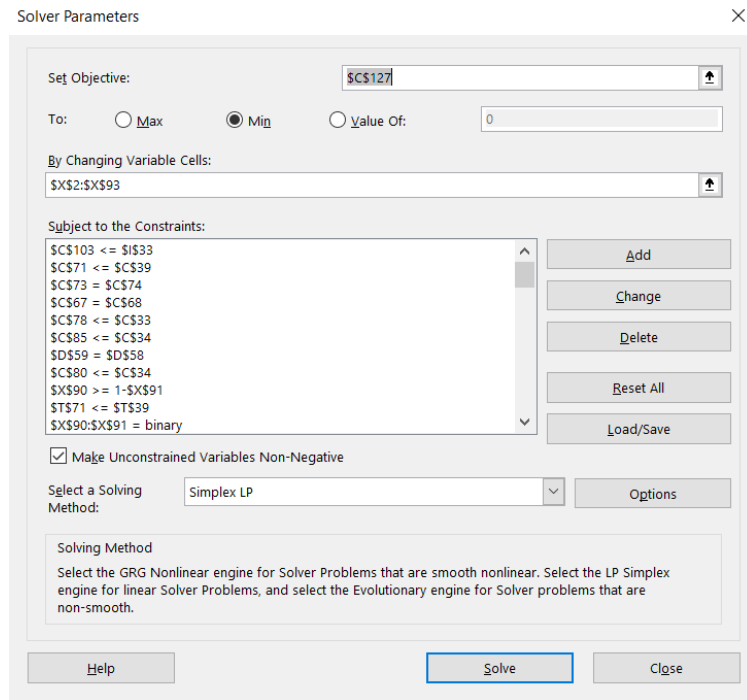 Solver Parameters
Set Objective:
$C$127
To:
Max
Min
Value Of:
0
By Changing Variable Cells:
$X$2:$X$93
Subject to the Constraints:
$C$103 <= $I$33
$C$71 <= $C$39
$C$73 = $C$74
$C$67 = $C$68
$C$78 <= $C$33
$C$85 <= $C$34
$D$59 = $D$58
$C$80 <= $C$34
$X$90 >= 1-$X$91
$T$71 <= $T$39
$X$90:$X$91 = binary
Add
Change
Delete
Reset All
Load/Save
Make Unconstrained Variables Non-Negative
Select a Solving
Method:
Simplex LP
Options
Solving Method
Select the GRG Nonlinear engine for Solver Problems that are smooth nonlinear. Select the LP Simplex
engine for linear Solver Problems, and select the Evolutionary engine for Solver problems that are
non-smooth.
Help
Solve
Close